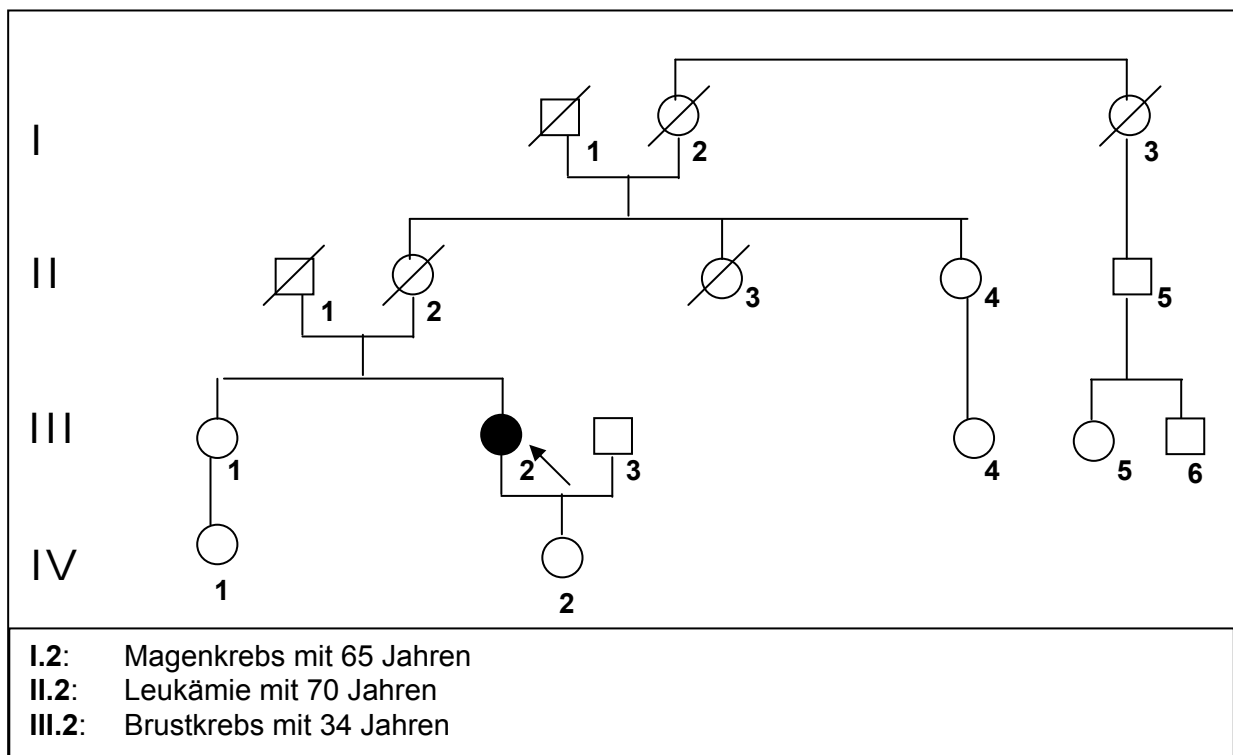 I
1
2
3
II
1
2
3
4
5
III
1
2
3
4
5
6
IV
1
2
I.2: Magenkrebs mit 65 Jahren
II.2: Leukämie mit 70 Jahren
III.2: Brustkrebs mit 34 Jahren